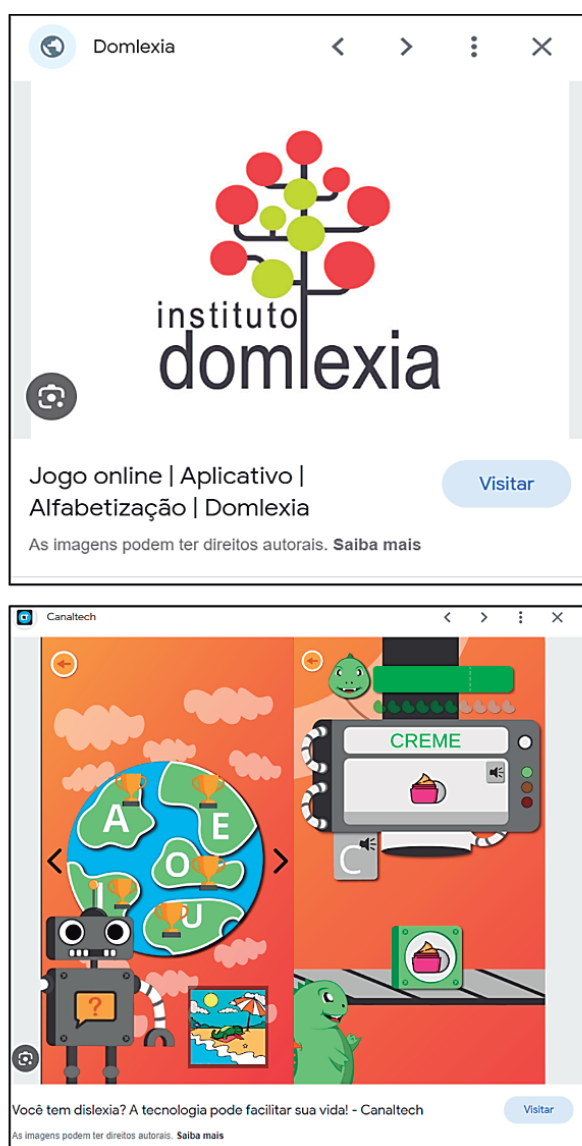 Domlexia
instituto
domlexia
Jogo online | Aplicativo |
Alfabetização | Domlexia
Visitar
As imagens podem ter direitos autorais. Saiba mais
Canaltech
A
E
O
I
U
?
CREME
C
Você tem dislexia? A tecnologia pode facilitar sua vida! - Canaltech
Visitar
As imagens podem ter direitos autorais. Saiba mais